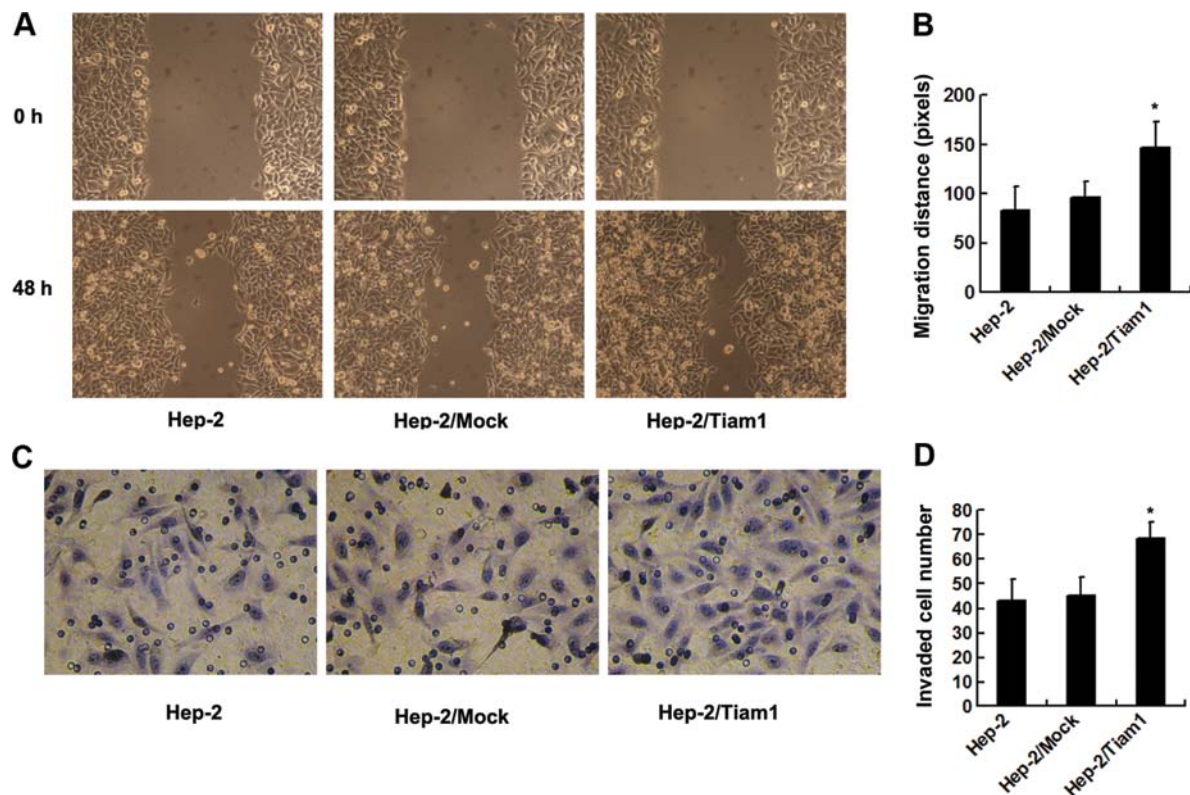 A
0 h
48 h
Hep-2
Hep-2/Mock
Hep-2/Tiam1
B
Migration distance (pixels)
200
150
100
50
0
*
Hep-2
Hep-2/Mock
Hep-2/Tiam1
C
Hep-2
Hep-2/Mock
Hep-2/Tiam1
D
Invaded cell number
80
70
60
50
40
30
20
10
0
*
Hep-2
Hep-2/Mock
Hep-2/Tiam1